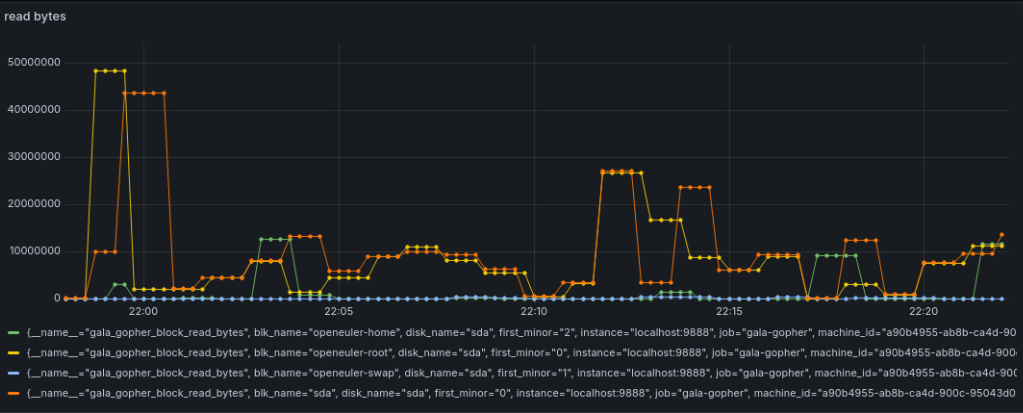 read bytes
50000000
40000000
30000000
20000000
10000000
0
22:00 22:05 22:10 22:15 22:20
{__name__="gala_gopher_block_read_bytes", blk_name="openeuler-home", disk_name="sda", first_minor="2", instance="localhost:9888", job="gala-gopher", machine_id="a90b4955-ab8b-ca4d-90
{__name__="gala_gopher_block_read_bytes", blk_name="openeuler-root", disk_name="sda", first_minor="0", instance="localhost:9888", job="gala-gopher", machine_id="a90b4955-ab8b-ca4d-900
{__name__="gala_gopher_block_read_bytes", blk_name="openeuler-swap", disk_name="sda", first_minor="1", instance="localhost:9888", job="gala-gopher", machine_id="a90b4955-ab8b-ca4d-900
{__name__="gala_gopher_block_read_bytes", blk_name="sda", disk_name="sda", first_minor="0", instance="localhost:9888", job="gala-gopher", machine_id="a90b4955-ab8b-ca4d-900c-95043d0